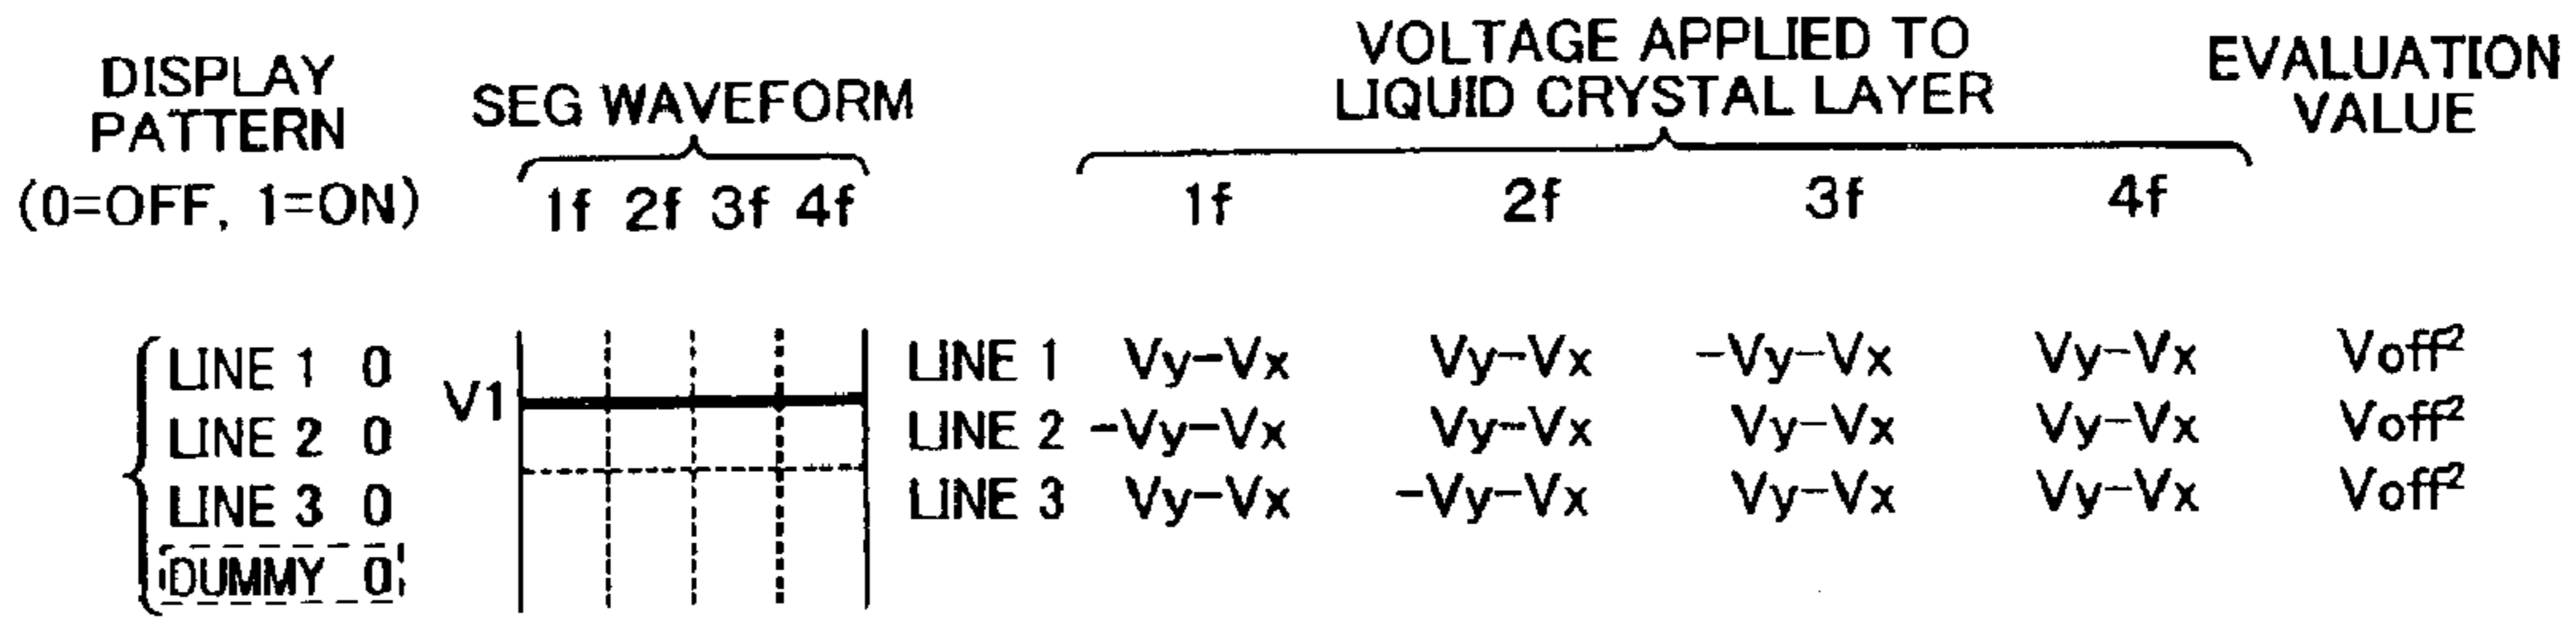 DISPLAY
PATTERN
(0=OFF, 1=ON)
SEG WAVEFORM
1f 2f 3f 4f
VOLTAGE APPLIED TO
LIQUID CRYSTAL LAYER
1f 2f 3f 4f
EVALUATION
VALUE
LINE 1 0
LINE 2 0
LINE 3 0
DUMMY 0
V1
LINE 1 Vy-Vx Vy-Vx -Vy-Vx Vy-Vx Voff²
LINE 2 -Vy-Vx Vy-Vx Vy-Vx Vy-Vx Voff²
LINE 3 Vy-Vx -Vy-Vx Vy-Vx Vy-Vx Voff²